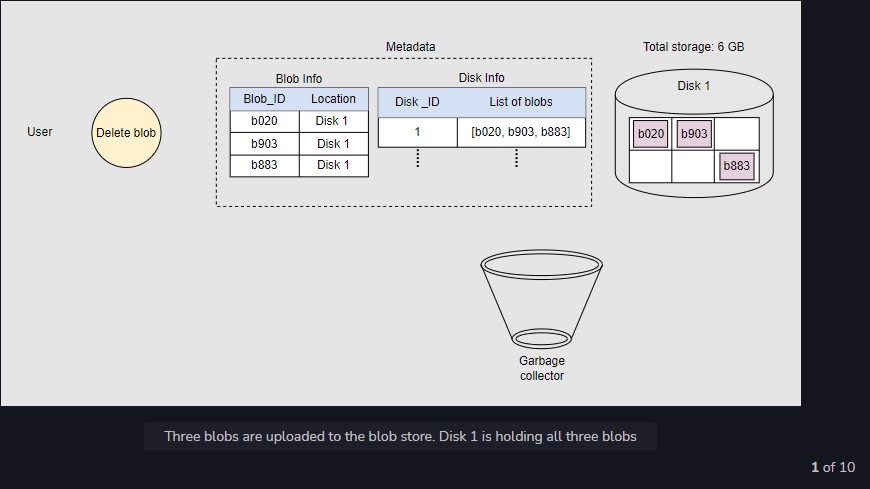 Metadata
Total storage: 6 GB
Blob Info
Disk Info
Disk 1
Blob_ID Location
Disk _ID List of blobs
User
Delete blob
b020 Disk 1
b903 Disk 1
b883 Disk 1
1 [b020, b903, b883]
b020 b903
b883
Garbage
collector
Three blobs are uploaded to the blob store. Disk 1 is holding all three blobs
1 of 10